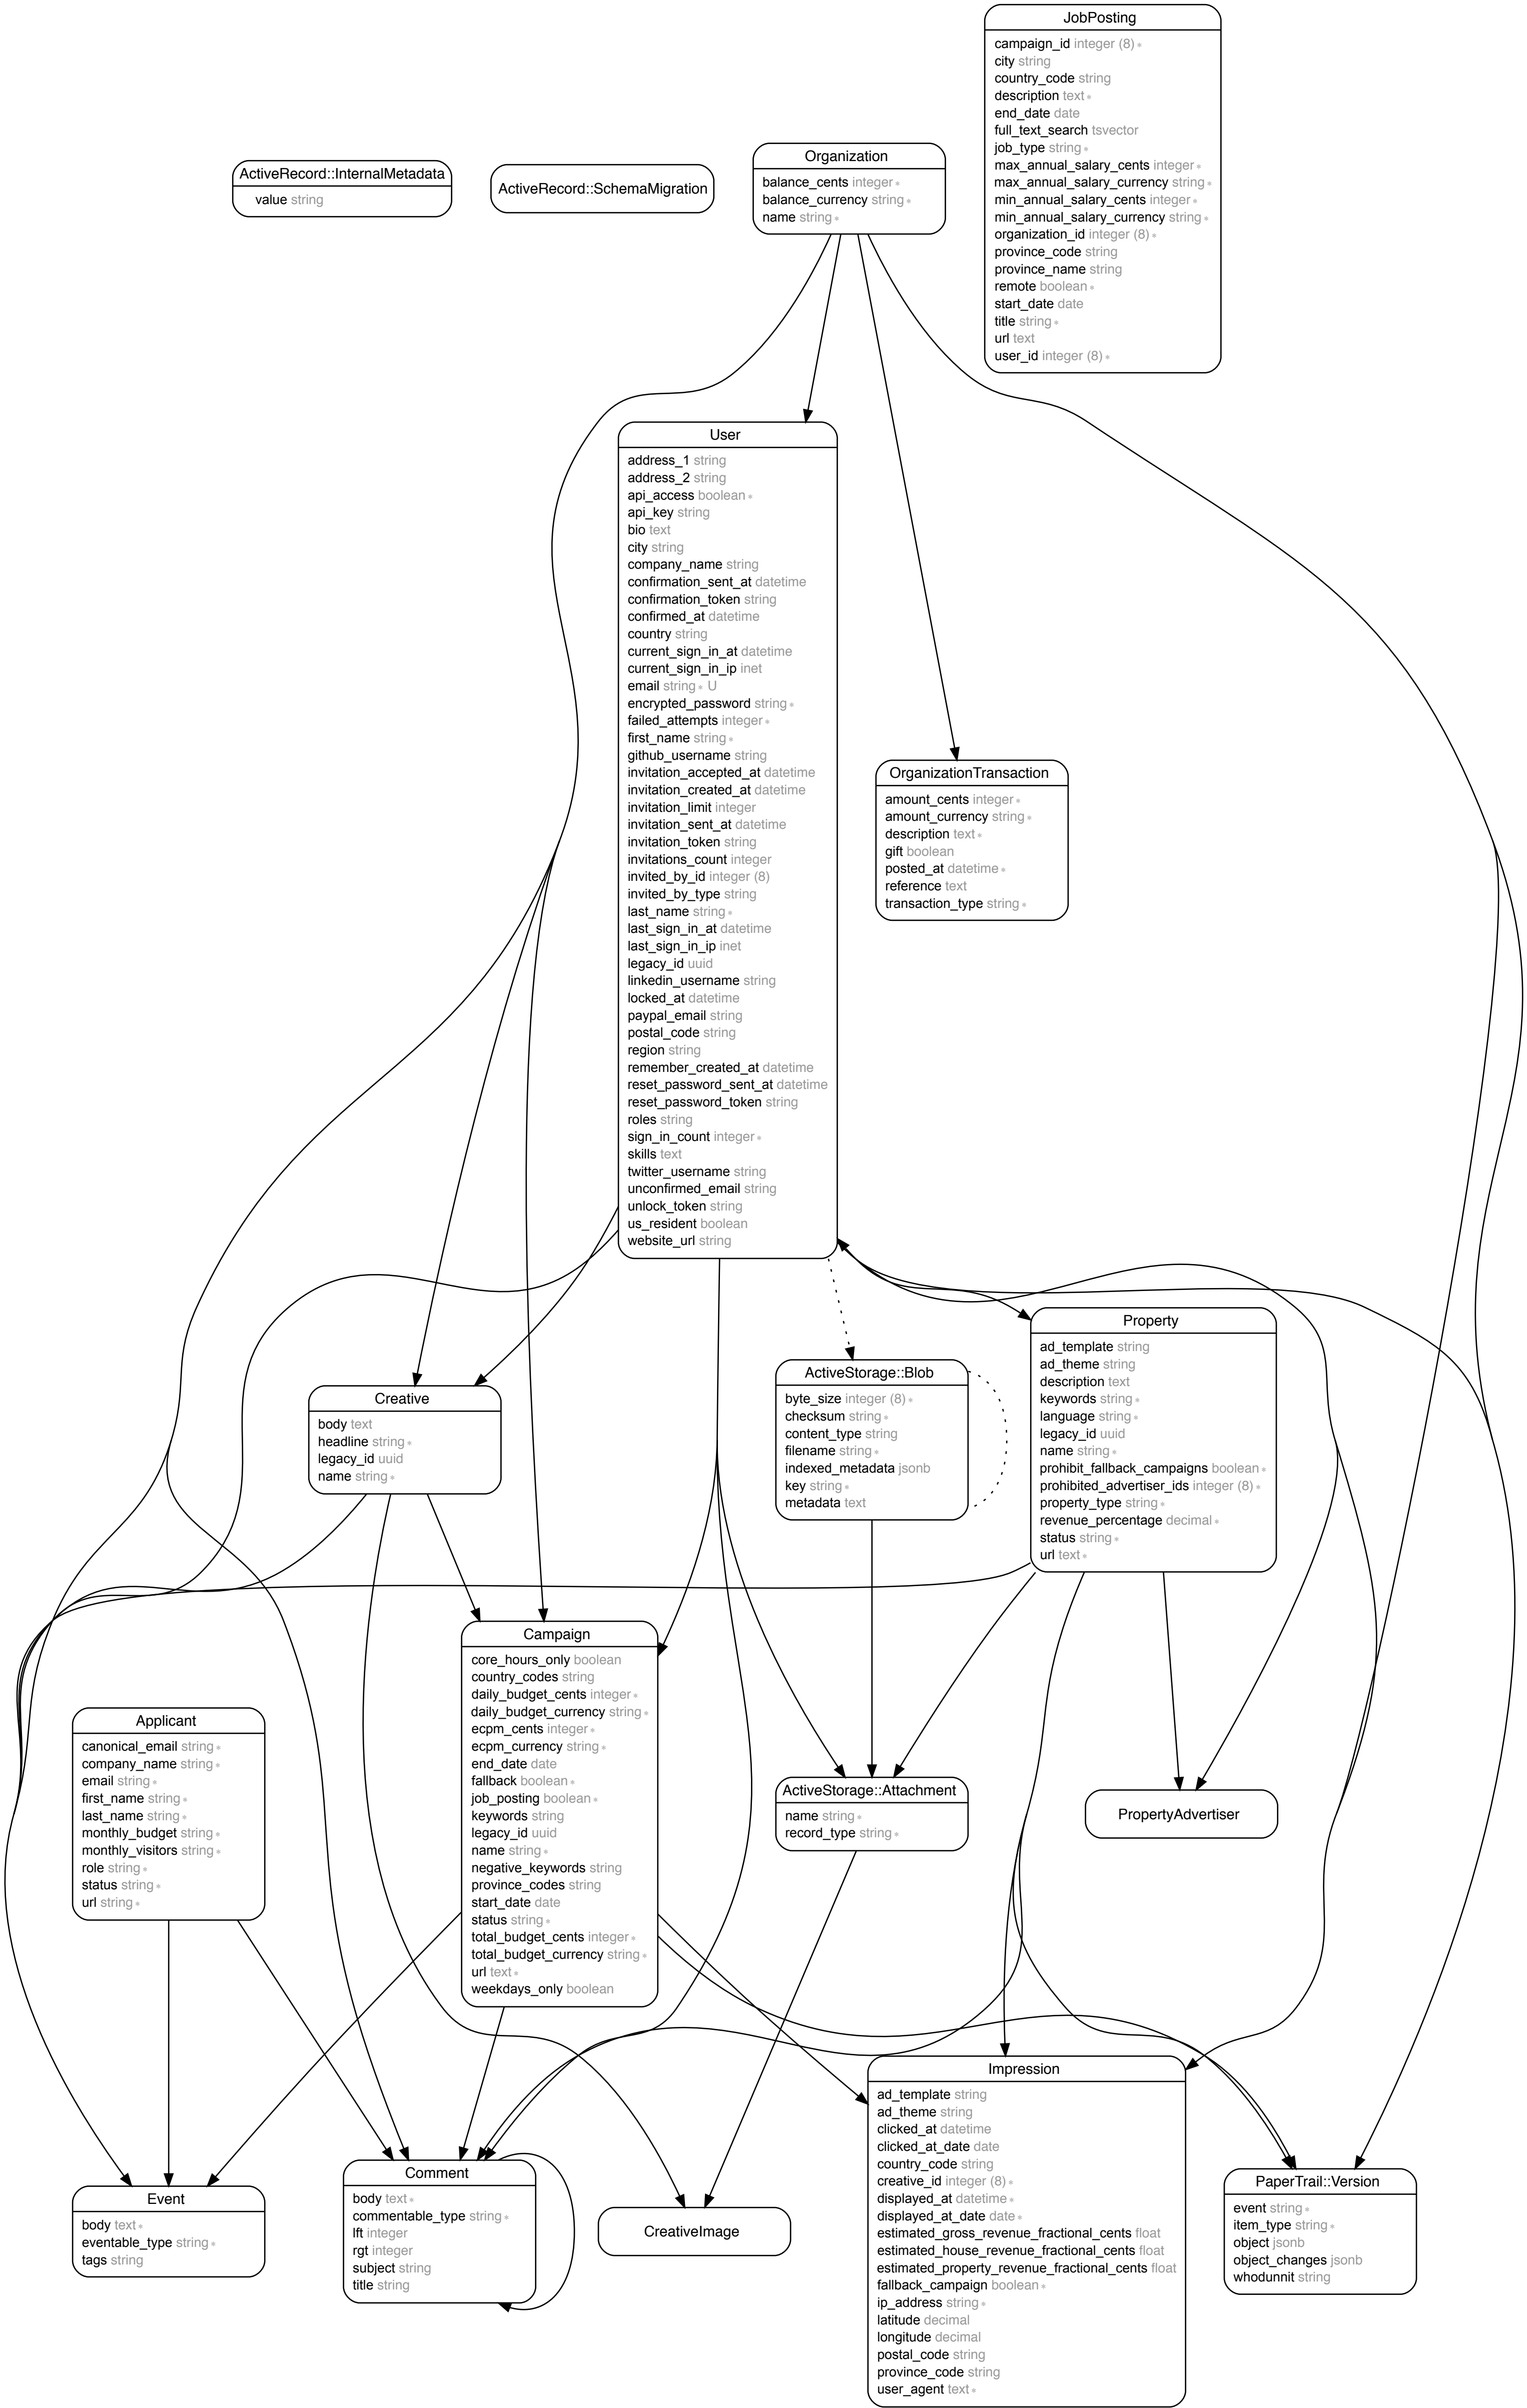 JobPosting
campaign_id integer (8) ∗
city string
country_code string
description text ∗
end_date date
full_text_search tsvector
job_type string ∗
max_annual_salary_cents integer ∗
max_annual_salary_currency string ∗
min_annual_salary_cents integer ∗
min_annual_salary_currency string ∗
organization_id integer (8) ∗
province_code string
province_name string
remote boolean ∗
start_date date
title string ∗
url text
user_id integer (8) ∗
ActiveRecord::InternalMetadata
value string
ActiveRecord::SchemaMigration
Organization
balance_cents integer ∗
balance_currency string ∗
name string ∗
User
address_1 string
address_2 string
api_access boolean ∗
api_key string
bio text
city string
company_name string
confirmation_sent_at datetime
confirmation_token string
confirmed_at datetime
country string
current_sign_in_at datetime
current_sign_in_ip inet
email string ∗ U
encrypted_password string ∗
failed_attempts integer ∗
first_name string ∗
github_username string
invitation_accepted_at datetime
invitation_created_at datetime
invitation_limit integer
invitation_sent_at datetime
invitation_token string
invitations_count integer
invited_by_id integer (8)
invited_by_type string
last_name string ∗
last_sign_in_at datetime
last_sign_in_ip inet
legacy_id uuid
linkedin_username string
locked_at datetime
paypal_email string
postal_code string
region string
remember_created_at datetime
reset_password_sent_at datetime
reset_password_token string
roles string
sign_in_count integer ∗
skills text
twitter_username string
unconfirmed_email string
unlock_token string
us_resident boolean
website_url string
OrganizationTransaction
amount_cents integer ∗
amount_currency string ∗
description text ∗
gift boolean
posted_at datetime ∗
reference text
transaction_type string ∗
Property
ad_template string
ad_theme string
description text
keywords string ∗
language string ∗
legacy_id uuid
name string ∗
prohibit_fallback_campaigns boolean ∗
prohibited_advertiser_ids integer (8) ∗
property_type string ∗
revenue_percentage decimal ∗
status string ∗
url text ∗
ActiveStorage::Blob
byte_size integer (8) ∗
checksum string ∗
content_type string
filename string ∗
indexed_metadata jsonb
key string ∗
metadata text
Creative
body text
headline string ∗
legacy_id uuid
name string ∗
Campaign
core_hours_only boolean
country_codes string
daily_budget_cents integer ∗
daily_budget_currency string ∗
ecpm_cents integer ∗
ecpm_currency string ∗
end_date date
fallback boolean ∗
job_posting boolean ∗
keywords string
legacy_id uuid
name string ∗
negative_keywords string
province_codes string
start_date date
status string ∗
total_budget_cents integer ∗
total_budget_currency string ∗
url text ∗
weekdays_only boolean
Applicant
canonical_email string ∗
company_name string ∗
email string ∗
first_name string ∗
last_name string ∗
monthly_budget string ∗
monthly_visitors string ∗
role string ∗
status string ∗
url string ∗
ActiveStorage::Attachment
name string ∗
record_type string ∗
PropertyAdvertiser
Impression
ad_template string
ad_theme string
clicked_at datetime
clicked_at_date date
country_code string
creative_id integer (8) ∗
displayed_at datetime ∗
displayed_at_date date ∗
estimated_gross_revenue_fractional_cents float
estimated_house_revenue_fractional_cents float
estimated_property_revenue_fractional_cents float
fallback_campaign boolean ∗
ip_address string ∗
latitude decimal
longitude decimal
postal_code string
province_code string
user_agent text ∗
Event
body text ∗
eventable_type string ∗
tags string
Comment
body text ∗
commentable_type string ∗
lft integer
rgt integer
subject string
title string
CreativeImage
PaperTrail::Version
event string ∗
item_type string ∗
object jsonb
object_changes jsonb
whodunnit string